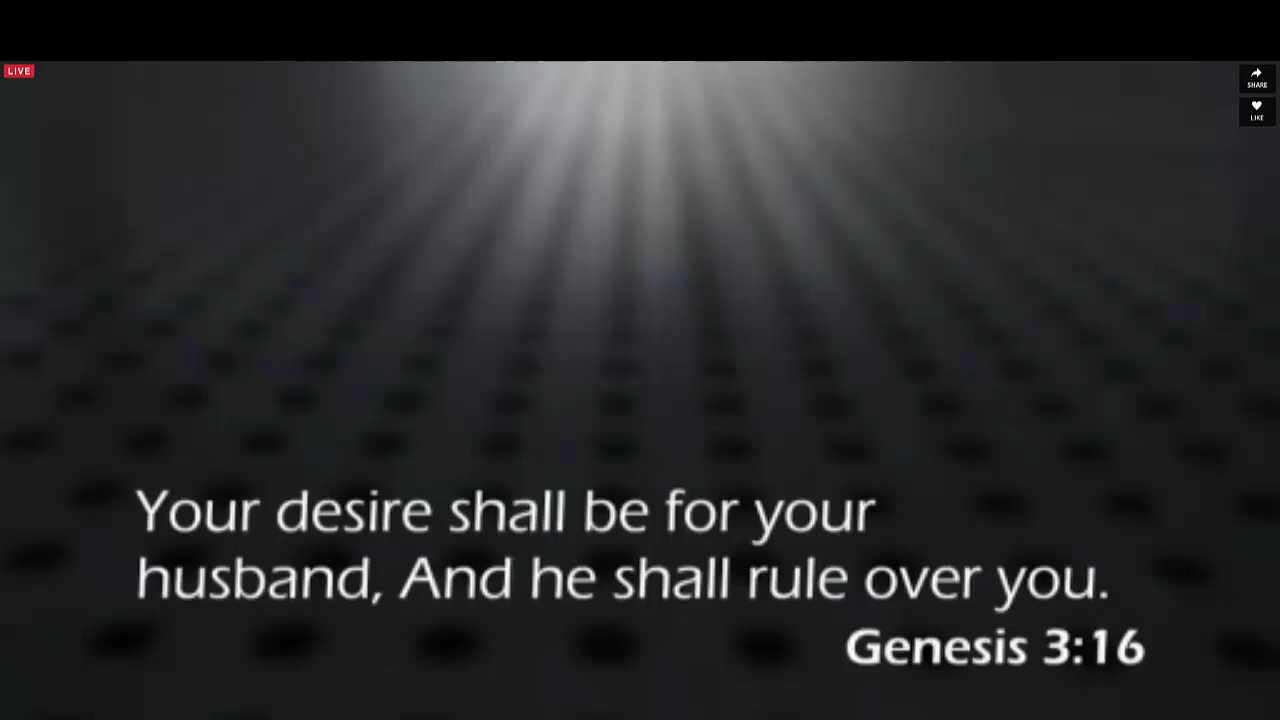 LIVE
SHARE
LIKE
Your desire shall be for your
husband, And he shall rule over you.
Genesis 3:16